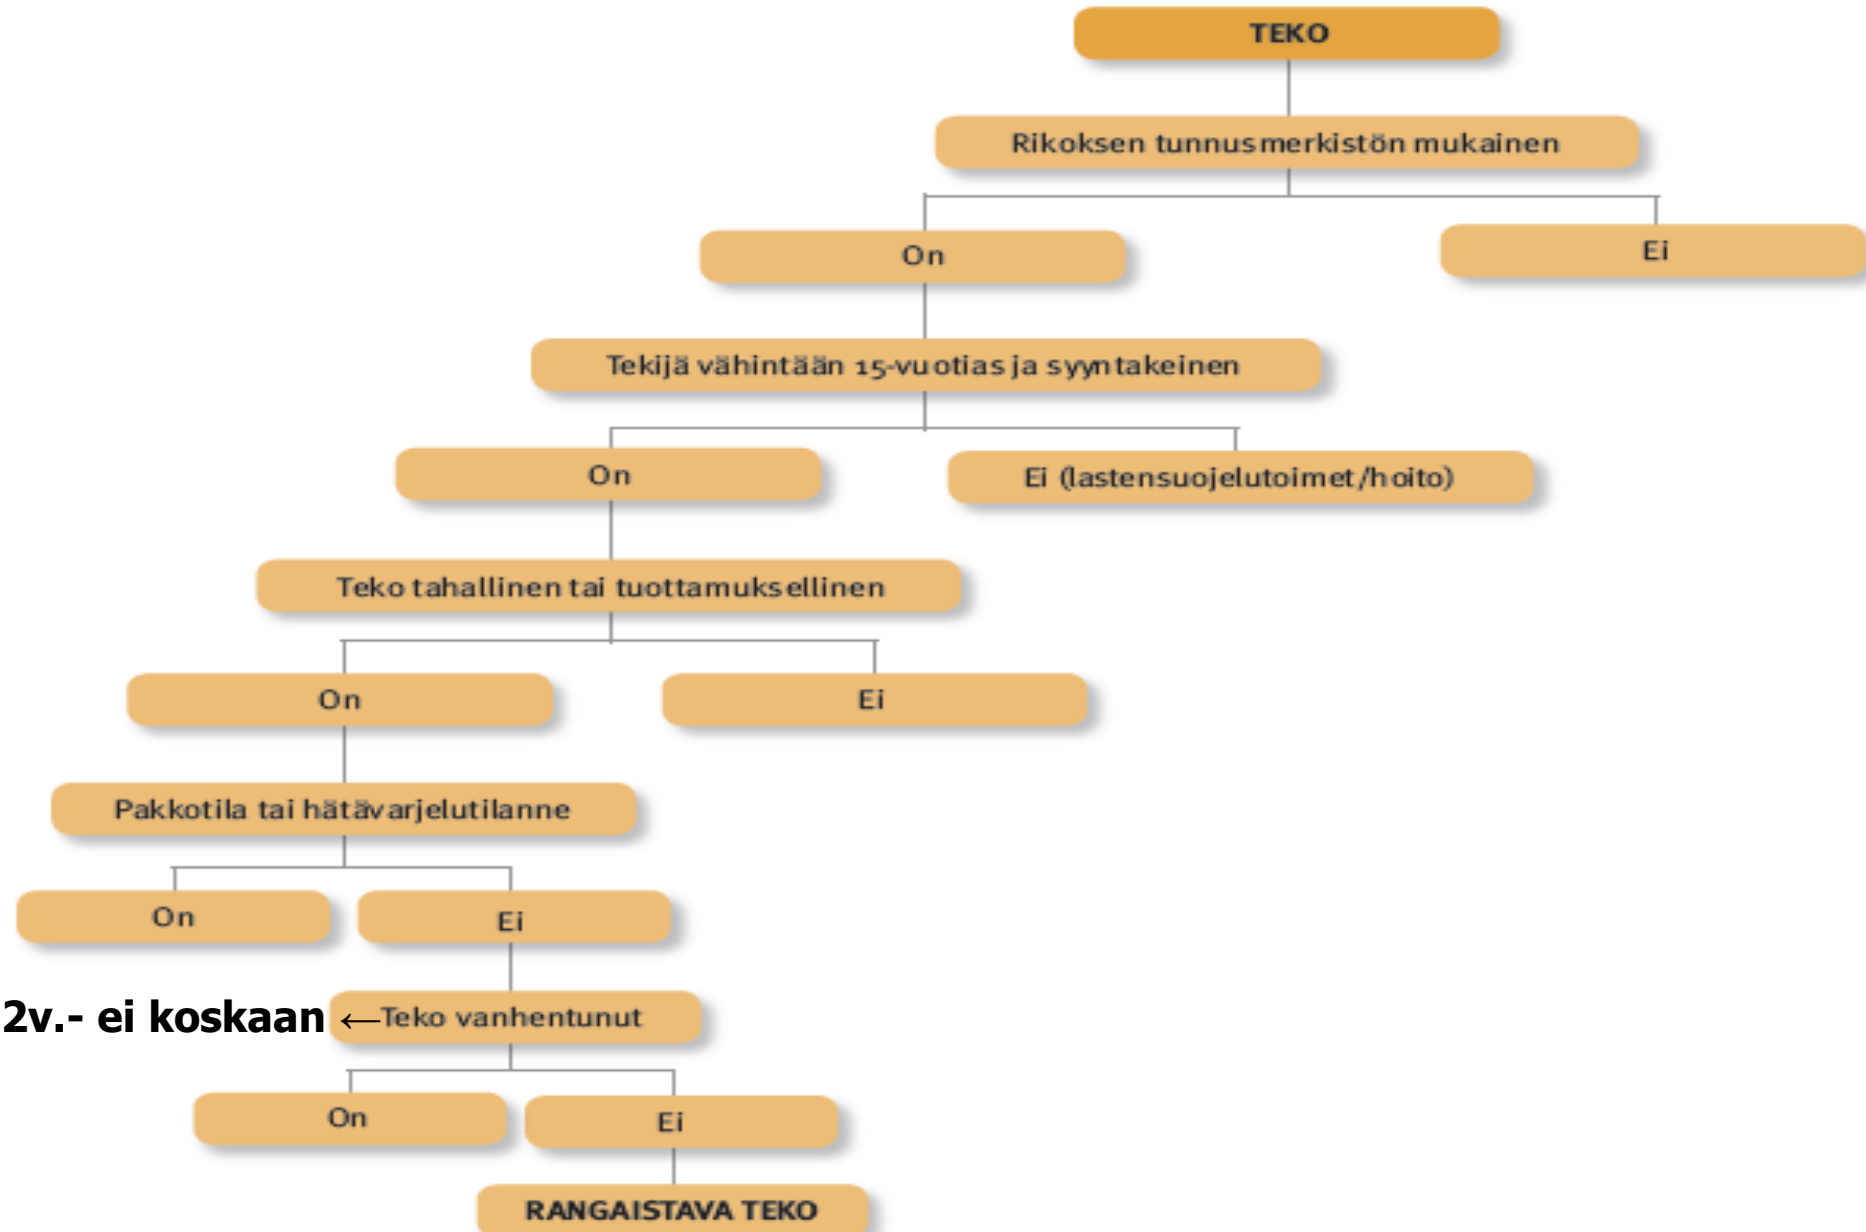 TEKO
Rikoksen tunnusmerkistön mukainen
On
Ei
Tekijä vähintään 15-vuotias ja syyntakeinen
On
Ei (lastensuojelutoimet/hoito)
Teko tahallinen tai tuottamuksellinen
On
Ei
Pakkotila tai hätävarjelutilanne
On
Ei
2v.- ei koskaan ←Teko vanhentunut
On
Ei
RANGAISTAVA TEKO